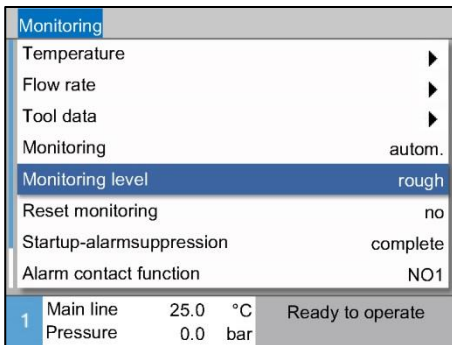 Monitoring
Temperature
Flow rate
Tool data
Monitoring autom.
Monitoring level rough
Reset monitoring no
Startup-alarmsuppression complete
Alarm contact function NO1
1 Main line 25.0 °C Ready to operate
Pressure 0.0 bar